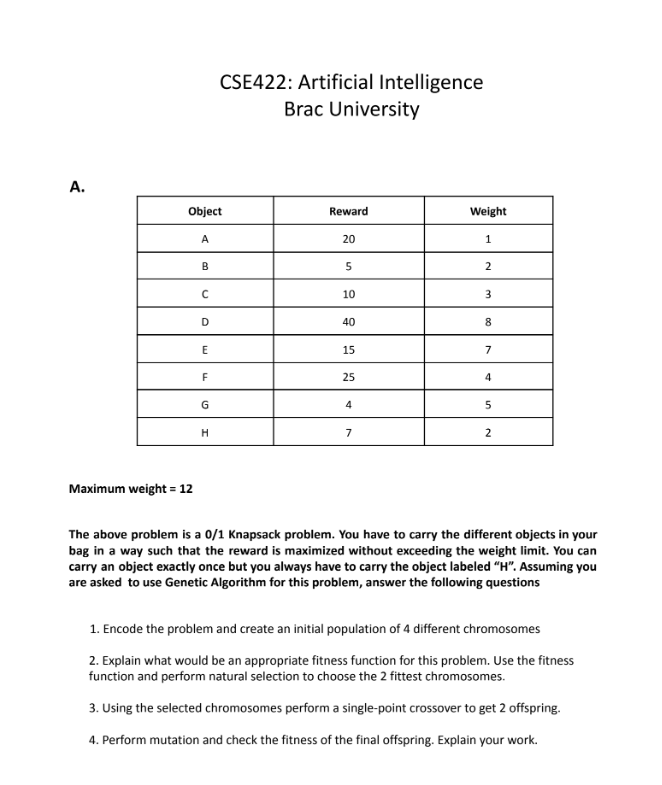 CSE422: Artificial Intelligence
Brac University
A.
Object Reward Weight
A 20 1
B 5 2
C 10 3
D 40 8
E 15 7
F 25 4
G 4 5
H 7 2
Maximum weight = 12
The above problem is a 0/1 Knapsack problem. You have to carry the different objects in your
bag in a way such that the reward is maximized without exceeding the weight limit. You can
carry an object exactly once but you always have to carry the object labeled “H”. Assuming you
are asked to use Genetic Algorithm for this problem, answer the following questions
1. Encode the problem and create an initial population of 4 different chromosomes
2. Explain what would be an appropriate fitness function for this problem. Use the fitness
function and perform natural selection to choose the 2 fittest chromosomes.
3. Using the selected chromosomes perform a single-point crossover to get 2 offspring.
4. Perform mutation and check the fitness of the final offspring. Explain your work.